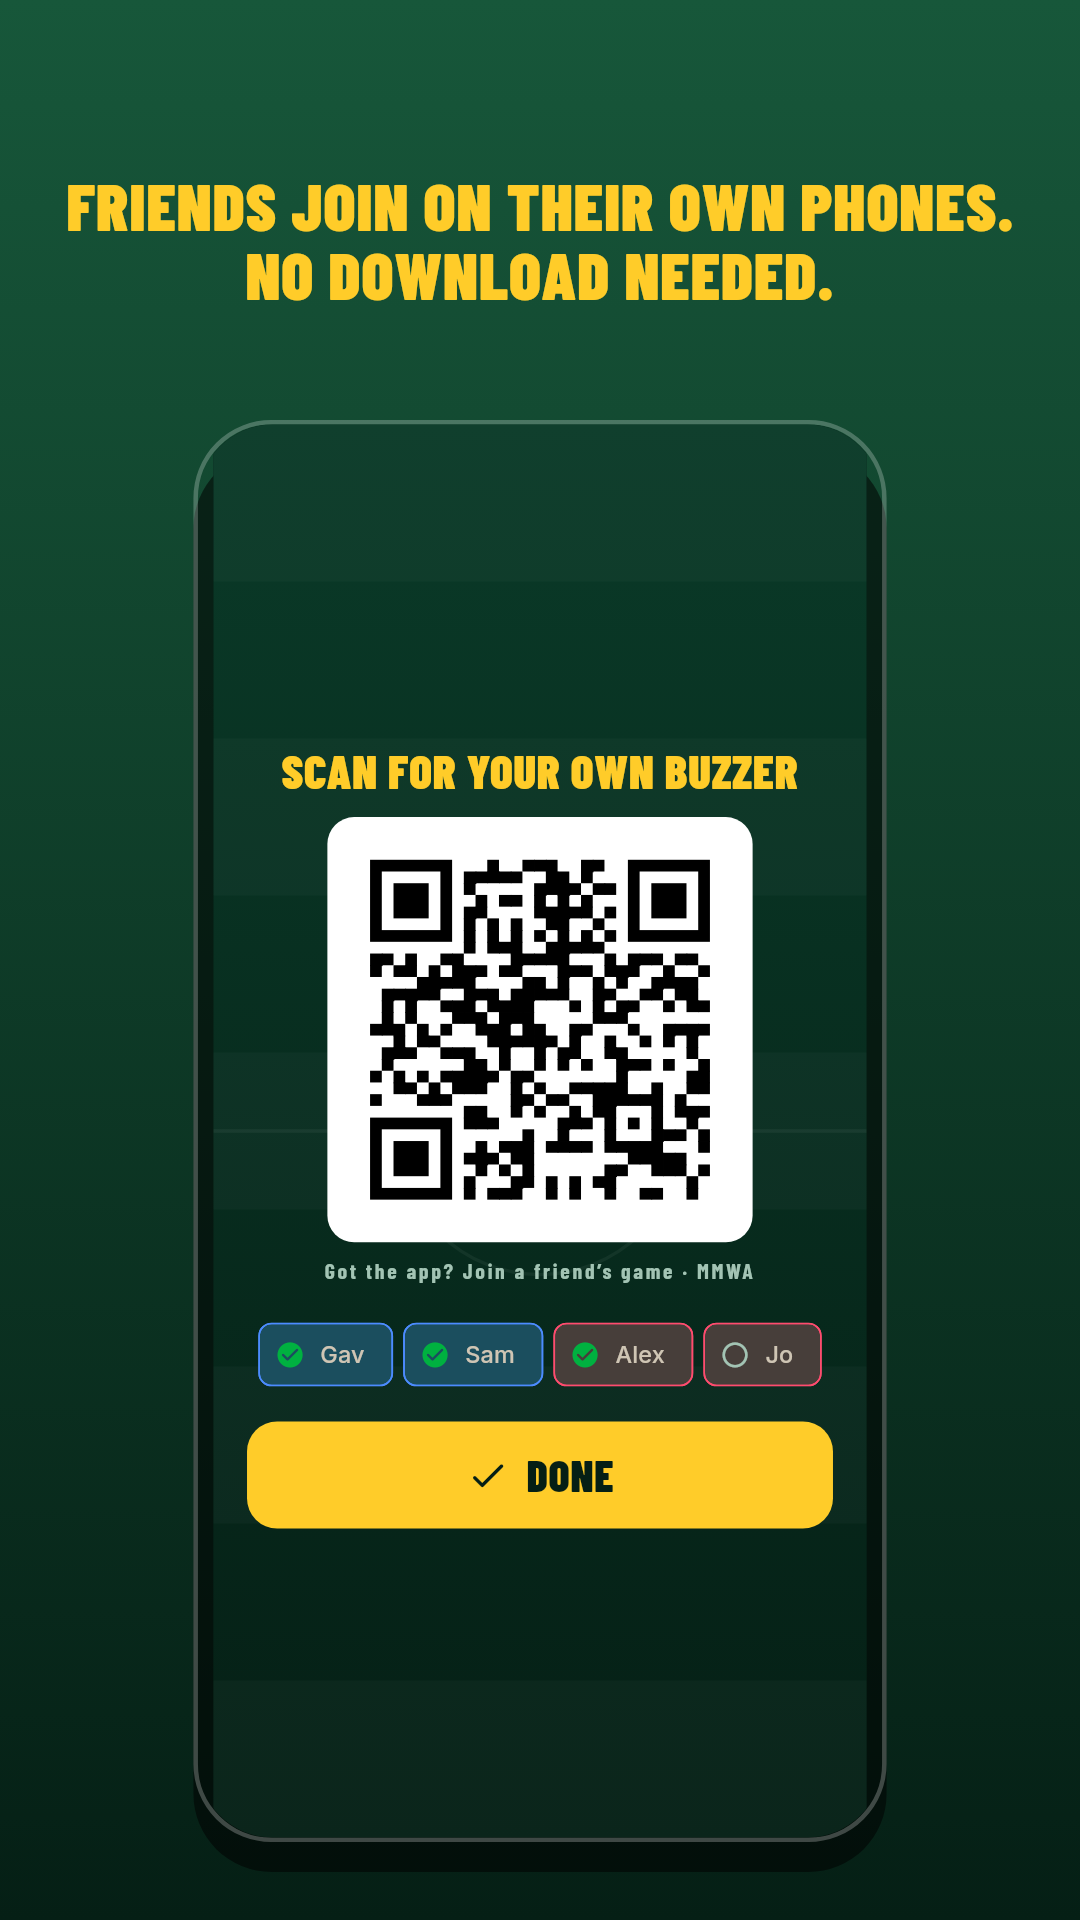 FRIENDS JOIN ON THEIR OWN PHONES.
NO DOWNLOAD NEEDED.
SCAN FOR YOUR OWN BUZZER
Got the app? Join a friend’s game · MMWA
Gav Sam Alex Jo
DONE